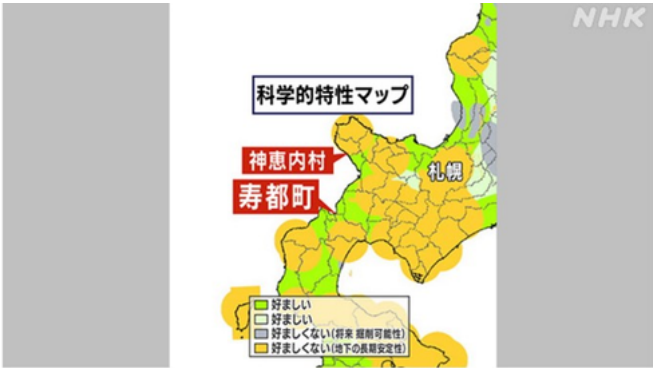 NHK
科学的特性マップ
神恵内村
札幌
寿都町
好ましい
好ましい
好ましくない(将来 掘削可能性)
好ましくない(地下の長期安定性)